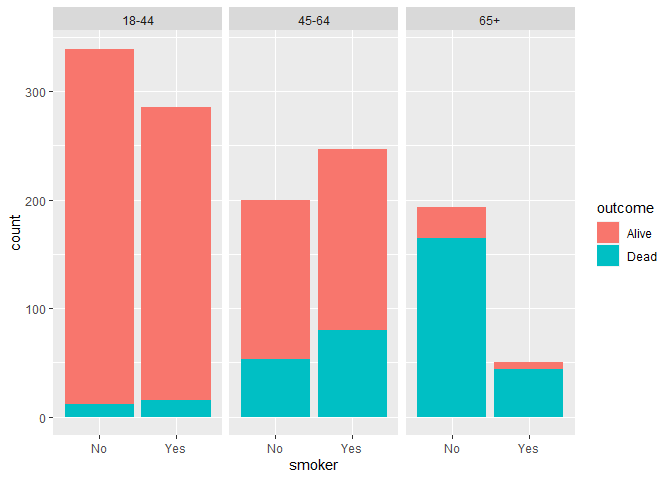 18-44 45-64 65+
300
200
100
0
count
No Yes No Yes No Yes
smoker
outcome
Alive
Dead